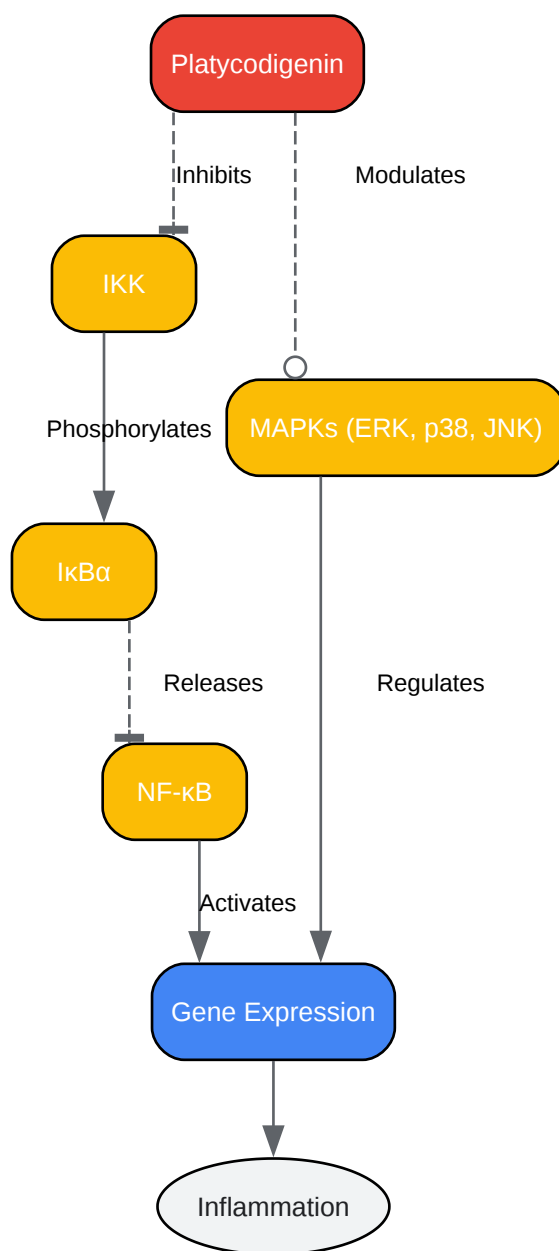 Platycodigenin
Inhibits
Modulates
IKK
Phosphorylates
MAPKs (ERK, p38, JNK)
IκBα
Releases
Regulates
NF-κB
Activates
Gene Expression
Inflammation